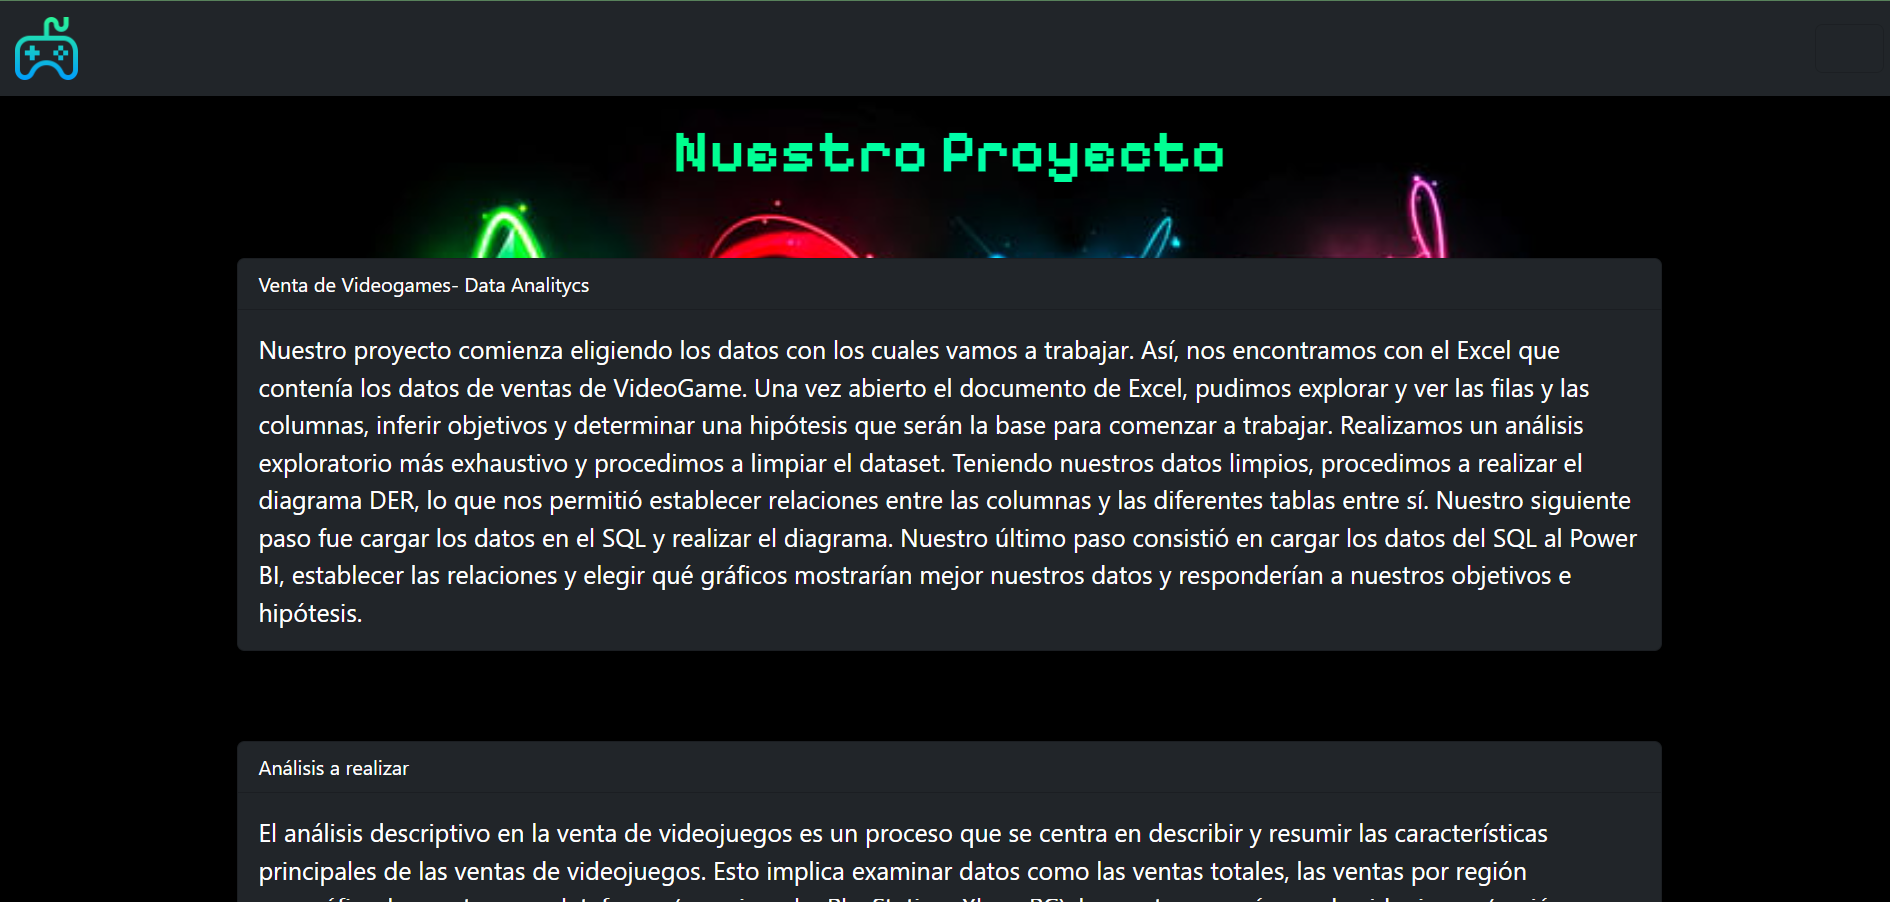 Nuestro Proyecto
Venta de Videogames- Data Analitycs
Nuestro proyecto comienza eligiendo los datos con los cuales vamos a trabajar. Así, nos encontramos con el Excel que
contenía los datos de ventas de VideoGame. Una vez abierto el documento de Excel, pudimos explorar y ver las filas y las
columnas, inferir objetivos y determinar una hipótesis que serán la base para comenzar a trabajar. Realizamos un análisis
exploratorio más exhaustivo y procedimos a limpiar el dataset. Teniendo nuestros datos limpios, procedimos a realizar el
diagrama DER, lo que nos permitió establecer relaciones entre las columnas y las diferentes tablas entre sí. Nuestro siguiente
paso fue cargar los datos en el SQL y realizar el diagrama. Nuestro último paso consistió en cargar los datos del SQL al Power
BI, establecer las relaciones y elegir qué gráficos mostrarían mejor nuestros datos y responderían a nuestros objetivos e
hipótesis.
Análisis a realizar
El análisis descriptivo en la venta de videojuegos es un proceso que se centra en describir y resumir las características
principales de las ventas de videojuegos. Esto implica examinar datos como las ventas totales, las ventas por región